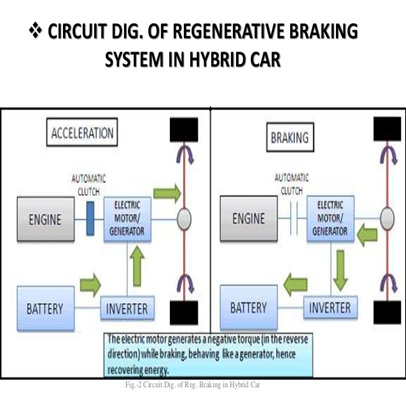 ❖ CIRCUIT DIG. OF REGENERATIVE BRAKING
SYSTEM IN HYBRID CAR
ACCELERATION
AUTOMATIC
CLUTCH
ENGINE
ELECTRIC
MOTOR/
GENERATOR
BATTERY
INVERTER
BRAKING
AUTOMATIC
CLUTCH
ENGINE
ELECTRIC
MOTOR/
GENERATOR
BATTERY
INVERTER
The electric motor generates a negative torque (in the reverse
direction) while braking, behaving like a generator, hence
recovering energy.
Fig.-2 Circuit Dig. of Reg. Braking in Hybrid Car